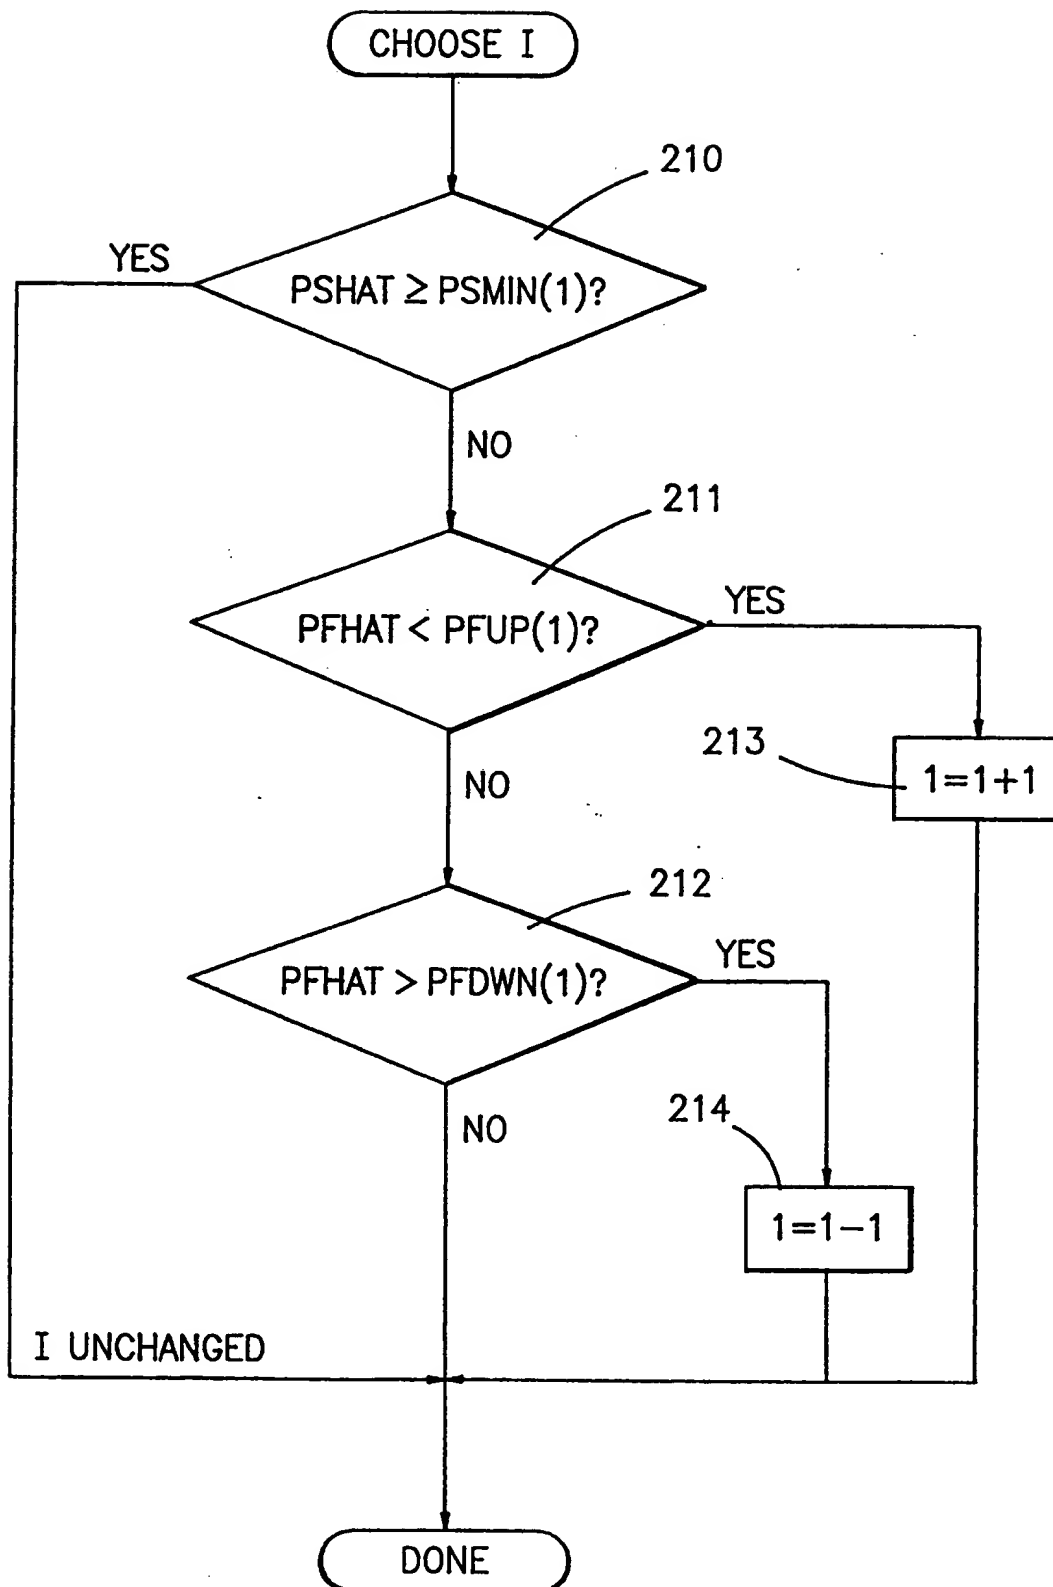 CHOOSE I
210
YES
PSHAT ≥ PSMIN(1)?
NO
211
YES
PFHAT < PFUP(1)?
213
1=1+1
NO
212
YES
PFHAT > PFDWN(1)?
214
NO
1=1−1
I UNCHANGED
DONE